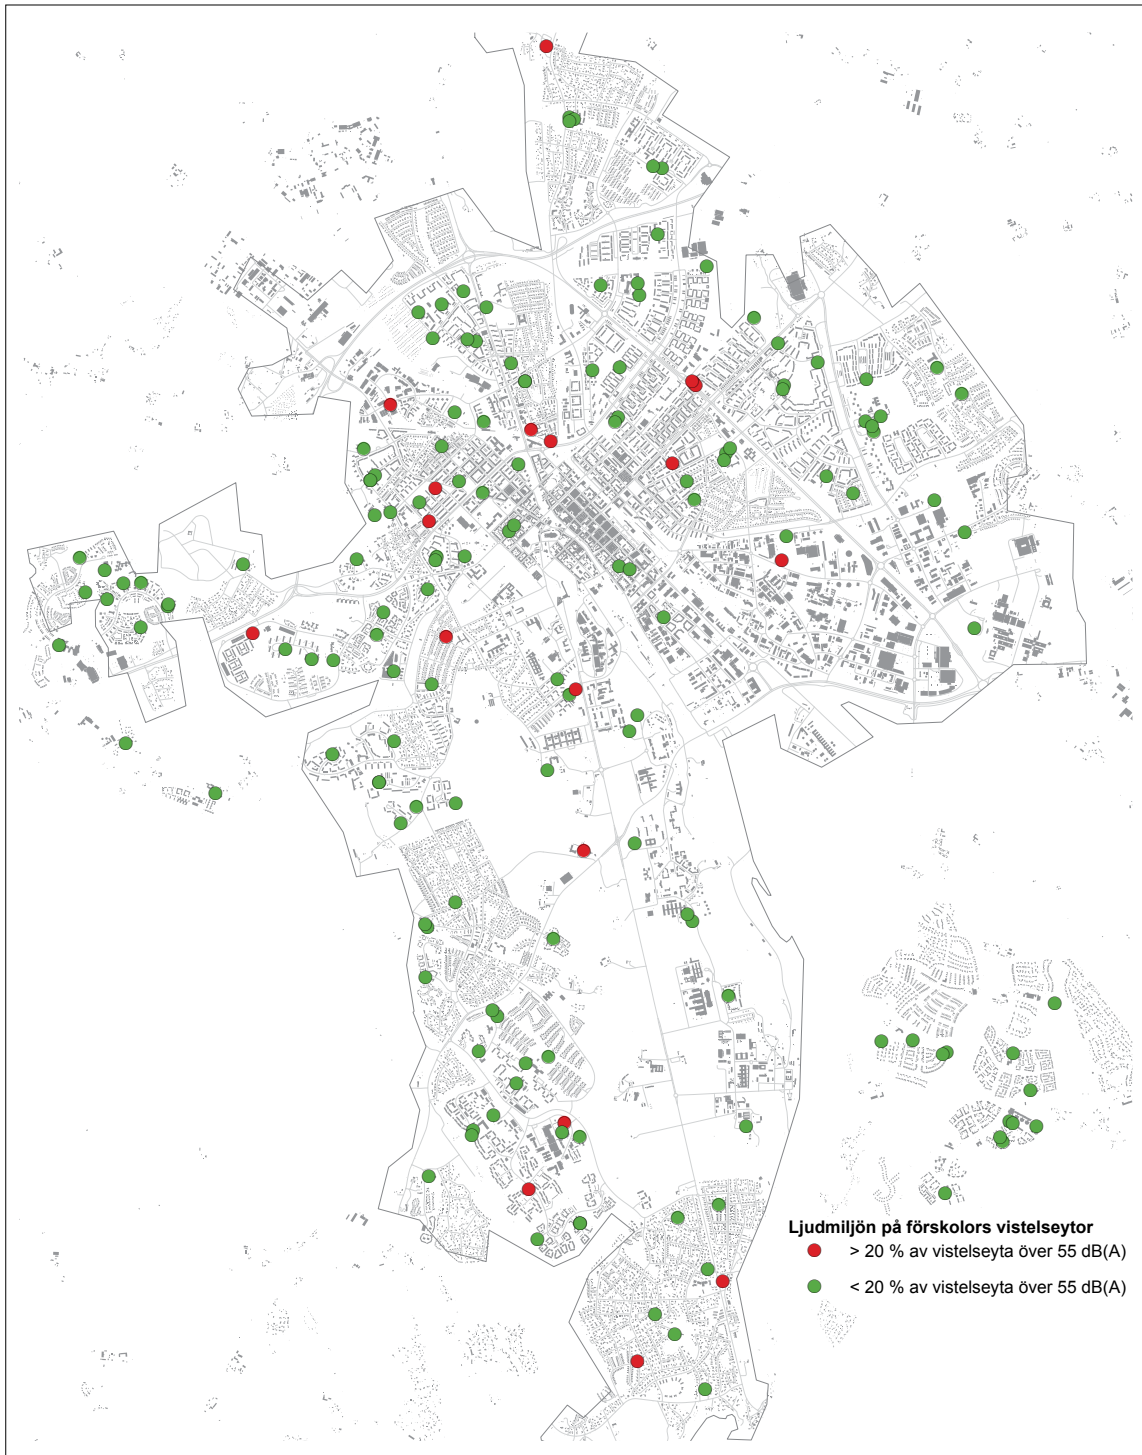 Ljudmiljön på förskolors vistelseytor
> 20 % av vistelseyta över 55 dB(A)
< 20 % av vistelseyta över 55 dB(A)